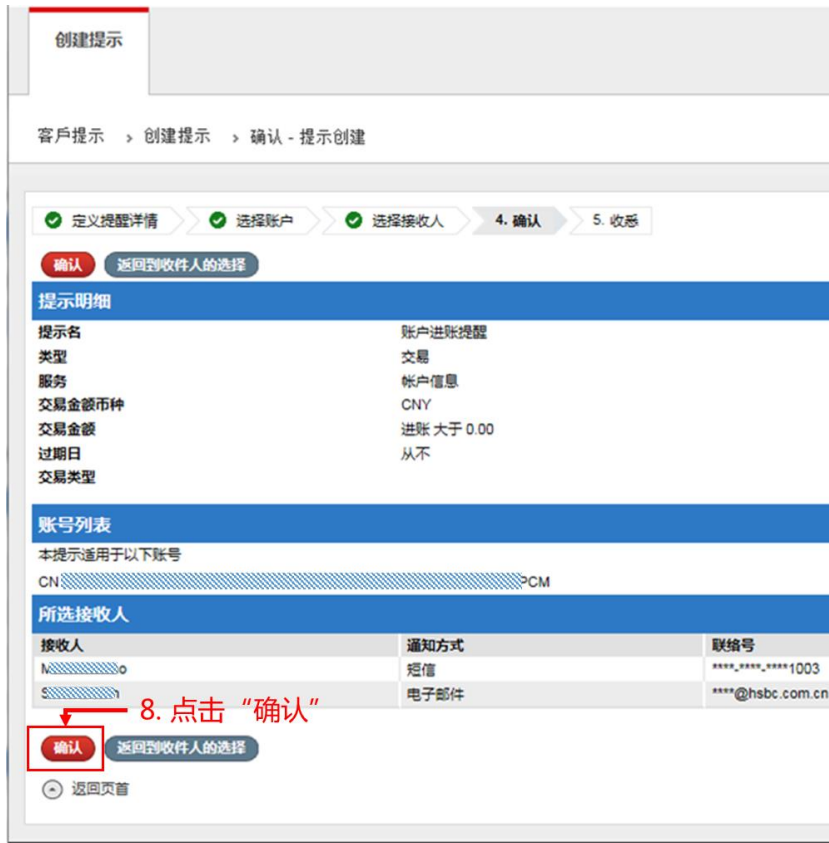 创建提示
客戶提示 › 创建提示 › 确认 - 提示创建
定义提醒详情 选择账户 选择接收人 4. 确认 5. 收悉
确认 返回到收件人的选择
提示明细
提示名 账户进账提醒
类型 交易
服务 帐户信息
交易金额币种 CNY
交易金额 进账 大于 0.00
过期日 从不
交易类型
账号列表
本提示适用于以下账号
CN PCM
所选接收人
接收人 通知方式 联络号
M o 短信 ****-****-****1003
S 电子邮件 ****@hsbc.com.cn
8. 点击“确认”
确认 返回到收件人的选择
返回页首